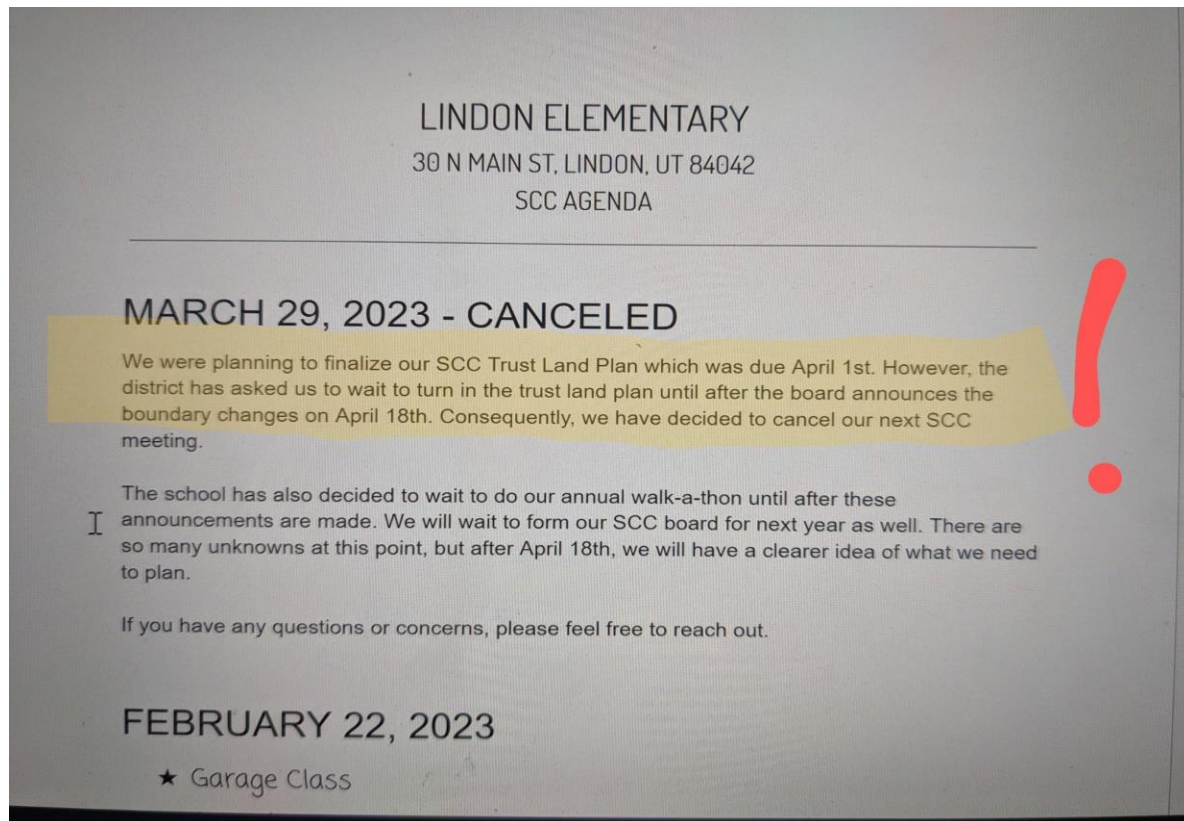 LINDON ELEMENTARY
30 N MAIN ST, LINDON, UT 84042
SCC AGENDA
MARCH 29, 2023 - CANCELED
We were planning to finalize our SCC Trust Land Plan which was due April 1st. However, the
district has asked us to wait to turn in the trust land plan until after the board announces the
boundary changes on April 18th. Consequently, we have decided to cancel our next SCC
meeting.
The school has also decided to wait to do our annual walk-a-thon until after these
announcements are made. We will wait to form our SCC board for next year as well. There are
so many unknowns at this point, but after April 18th, we will have a clearer idea of what we need
to plan.
If you have any questions or concerns, please feel free to reach out.
FEBRUARY 22, 2023
★ Garage Class
!